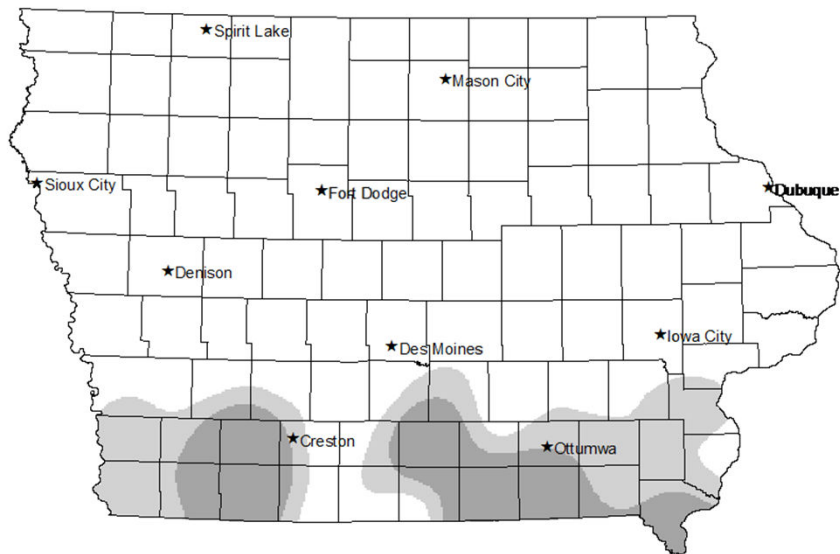 Spirit Lake
Mason City
Sioux City
Fort Dodge
Dubuque
Denison
Iowa City
Des Moines
Creston
Ottumwa